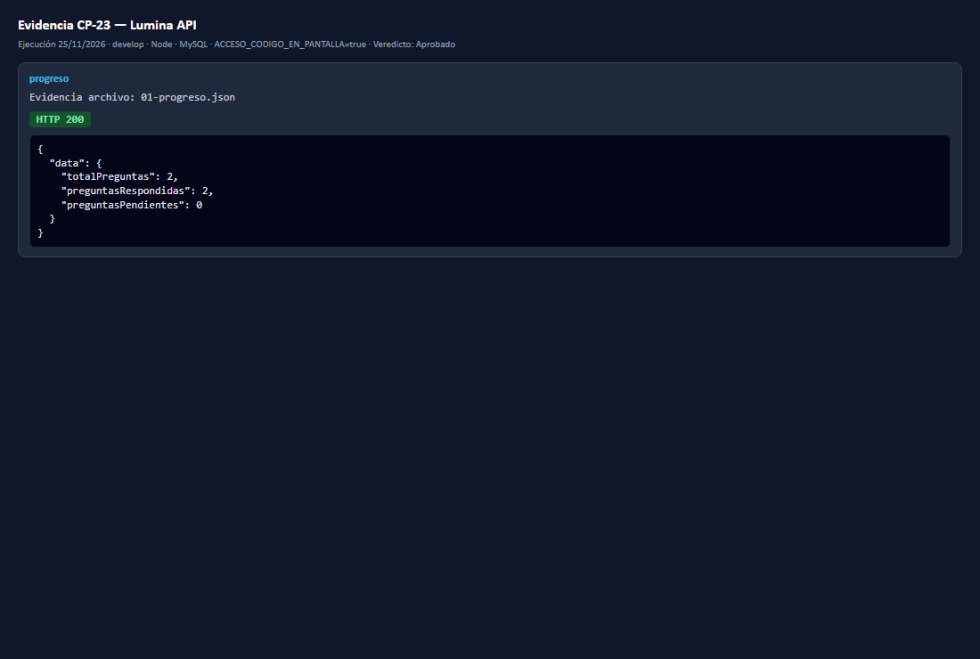 Evidencia CP-23 — Lumina API
Ejecución 25/11/2026 · develop · Node · MySQL · ACCESO_CODIGO_EN_PANTALLA=true · Veredicto: Aprobado
progreso
Evidencia archivo: 01-progreso.json
HTTP 200
{
  "data": {
    "totalPreguntas": 2,
    "preguntasRespondidas": 2,
    "preguntasPendientes": 0
  }
}